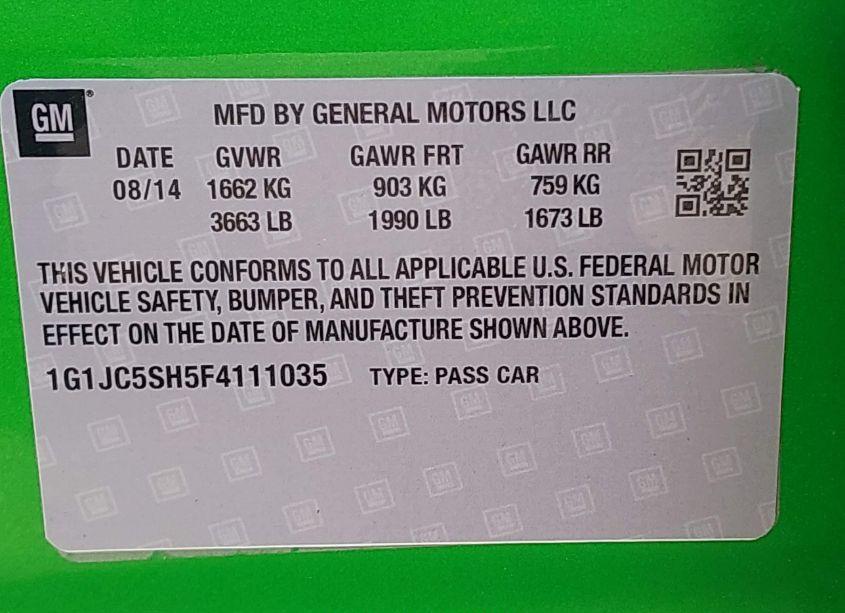 GM ®
MFD BY GENERAL MOTORS LLC
DATE GVWR GAWR FRT GAWR RR
08/14 1662 KG 903 KG 759 KG
3663 LB 1990 LB 1673 LB
THIS VEHICLE CONFORMS TO ALL APPLICABLE U.S. FEDERAL MOTOR
VEHICLE SAFETY, BUMPER, AND THEFT PREVENTION STANDARDS IN
EFFECT ON THE DATE OF MANUFACTURE SHOWN ABOVE.
1G1JC5SH5F4111035 TYPE: PASS CAR